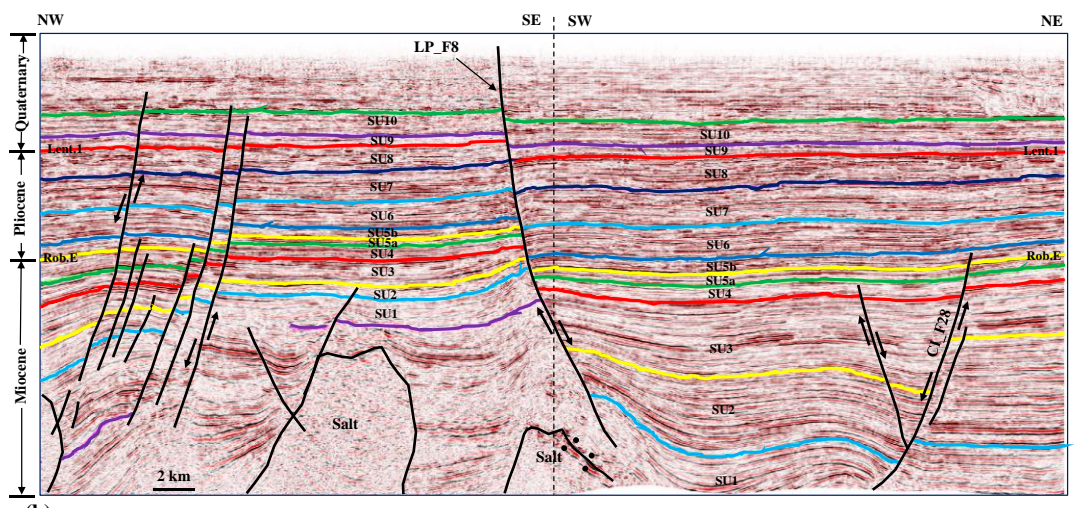 NW SE SW NE
LP_F8
Quaternary
Pliocene
Miocene
SU10
SU9
Lent.1
SU8
SU7
SU6
SU5b
SU5a
SU4
Rob.E
SU3
SU2
SU1
Salt
2 km
SU10
SU9
Lent.1
SU8
SU7
SU6
SU5b
Rob.E
SU5a
SU4
CI_F28
SU3
SU2
Salt
SU1